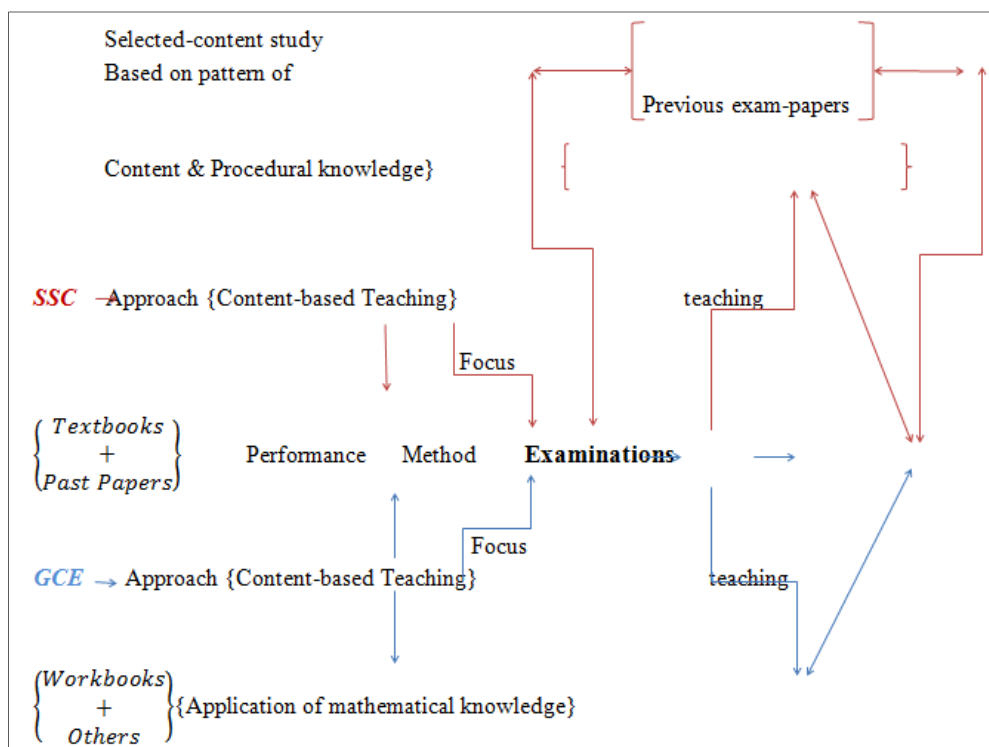 Selected-content study
Based on pattern of
Previous exam-papers
Content & Procedural knowledge}
SSC Approach {Content-based Teaching} teaching
Focus
{Textbooks
+
Past Papers}
Performance Method Examinations
Focus
GCE Approach {Content-based Teaching} teaching
{Workbooks
+
Others}
{Application of mathematical knowledge}